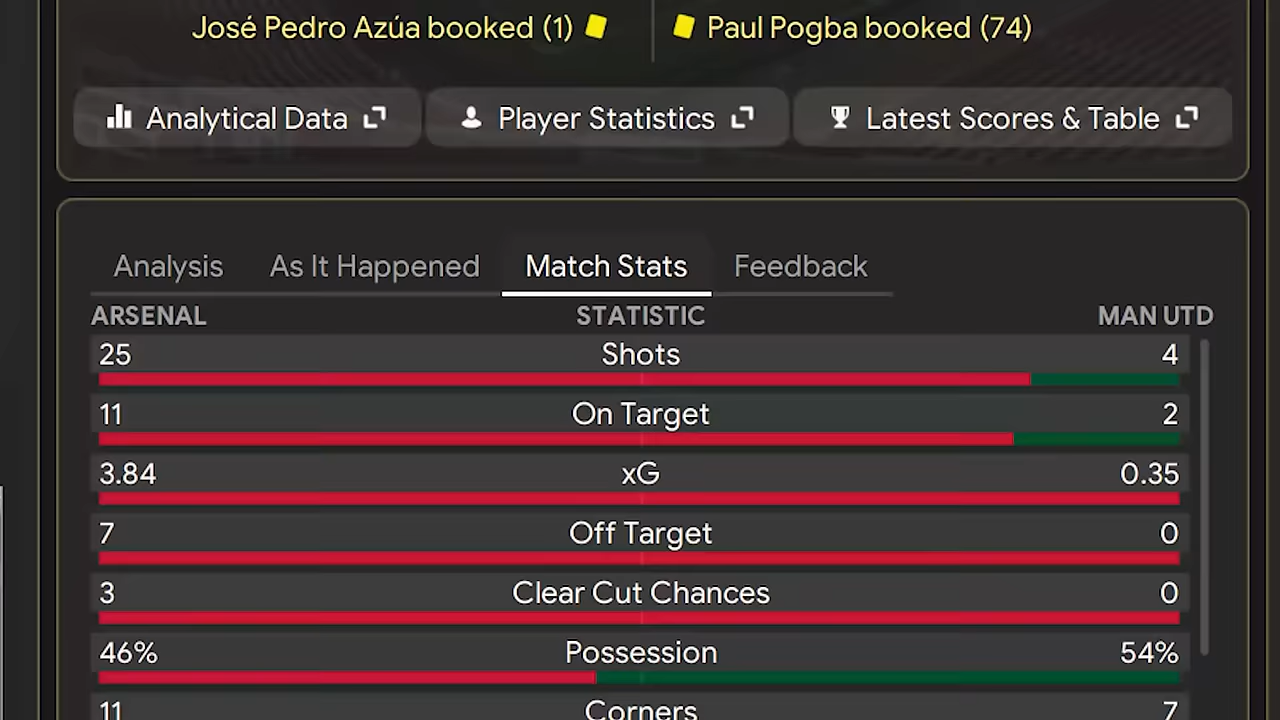 José Pedro Azúa booked (1) Paul Pogba booked (74)
Analytical Data Player Statistics Latest Scores & Table
Analysis As It Happened Match Stats Feedback
ARSENAL STATISTIC MAN UTD
25 Shots 4
11 On Target 2
3.84 xG 0.35
7 Off Target 0
3 Clear Cut Chances 0
46% Possession 54%
11 Corners 7